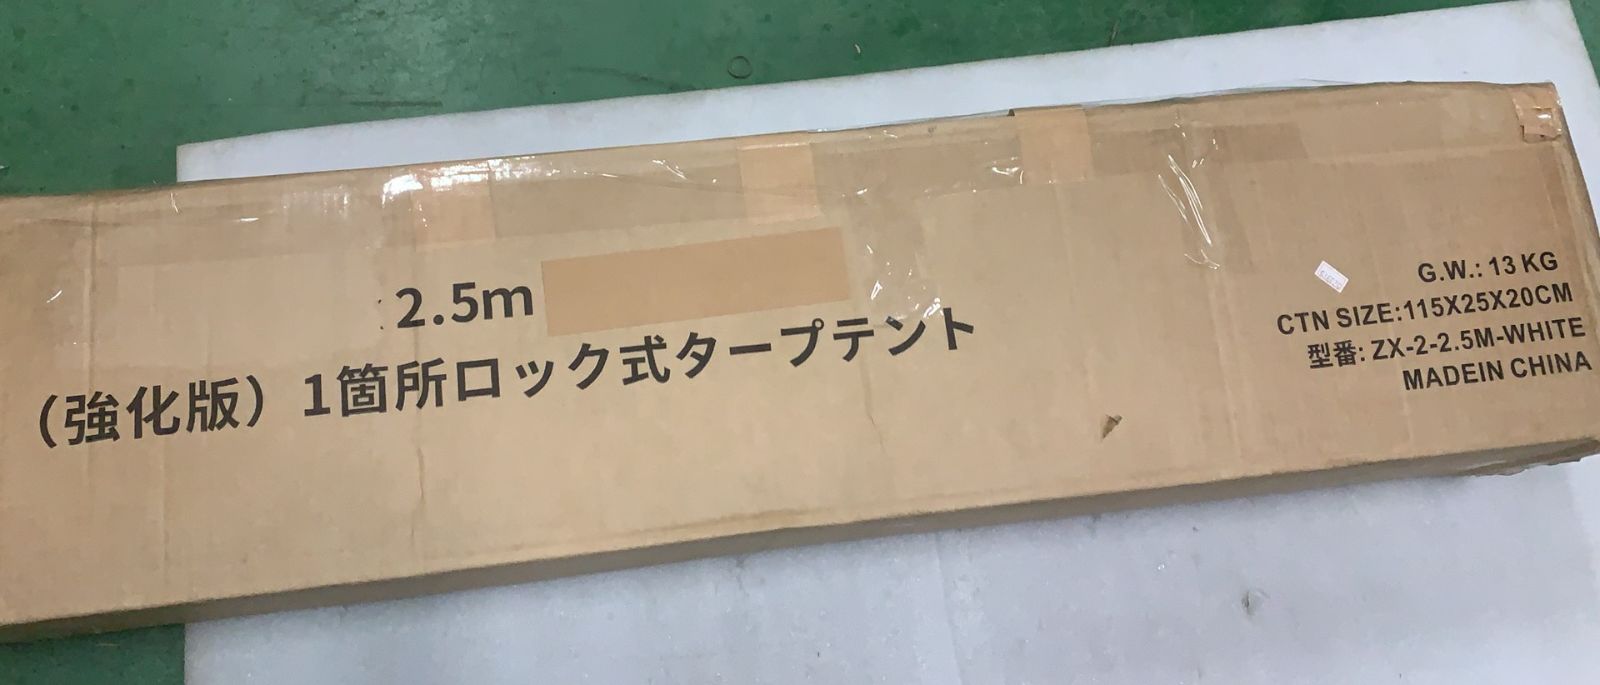 2.5m
（強化版）1箇所ロック式タープテント
G.W.: 13 KG
CTN SIZE:115X25X20CM
型番: ZX-2-2.5M-WHITE
MADEIN CHINA